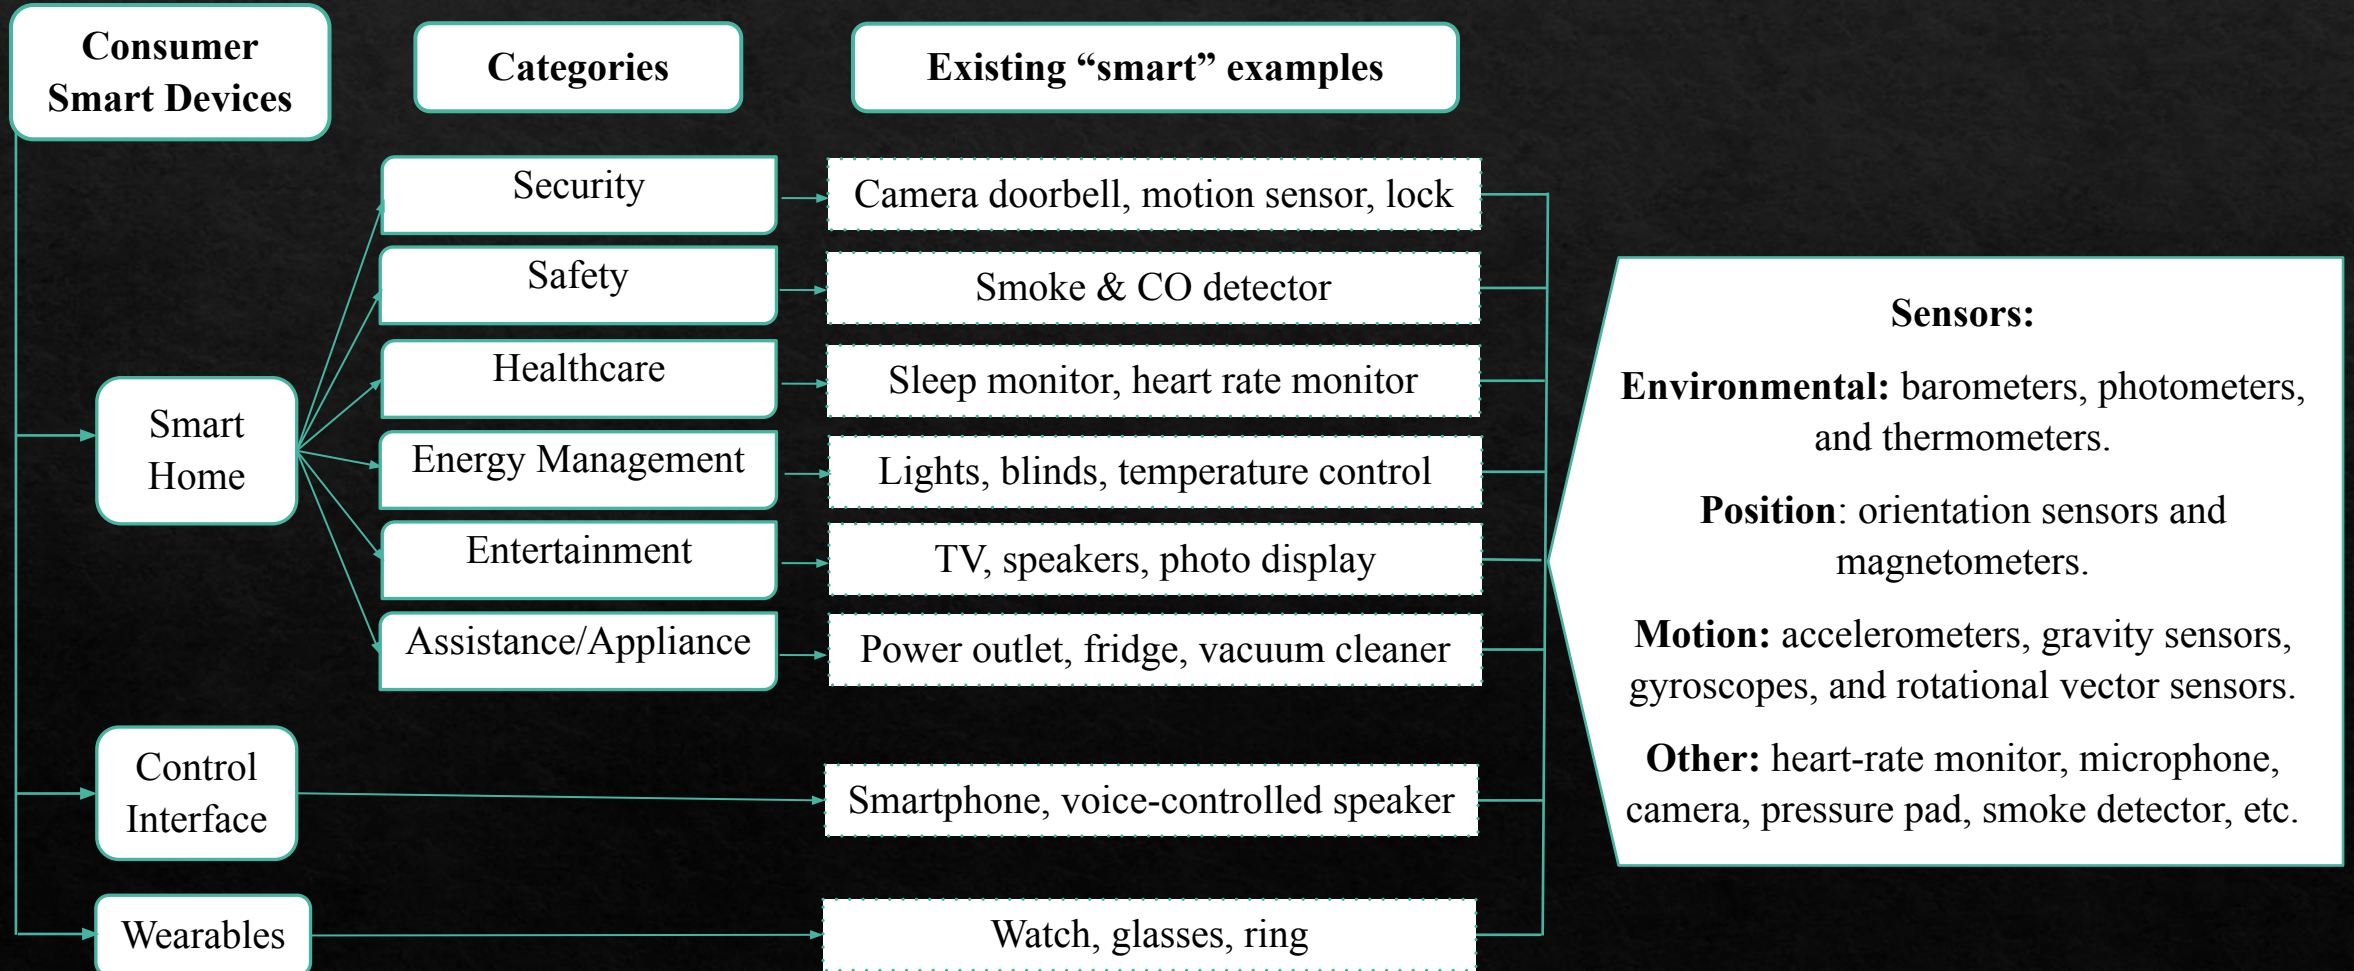 Consumer
Smart Devices
Categories
Existing “smart” examples
Smart
Home
Security
Camera doorbell, motion sensor, lock
Safety
Smoke & CO detector
Healthcare
Sleep monitor, heart rate monitor
Energy Management
Lights, blinds, temperature control
Entertainment
TV, speakers, photo display
Assistance/Appliance
Power outlet, fridge, vacuum cleaner
Control
Interface
Smartphone, voice-controlled speaker
Wearables
Watch, glasses, ring
Sensors:
Environmental: barometers, photometers,
and thermometers.
Position: orientation sensors and
magnetometers.
Motion: accelerometers, gravity sensors,
gyroscopes, and rotational vector sensors.
Other: heart-rate monitor, microphone,
camera, pressure pad, smoke detector, etc.